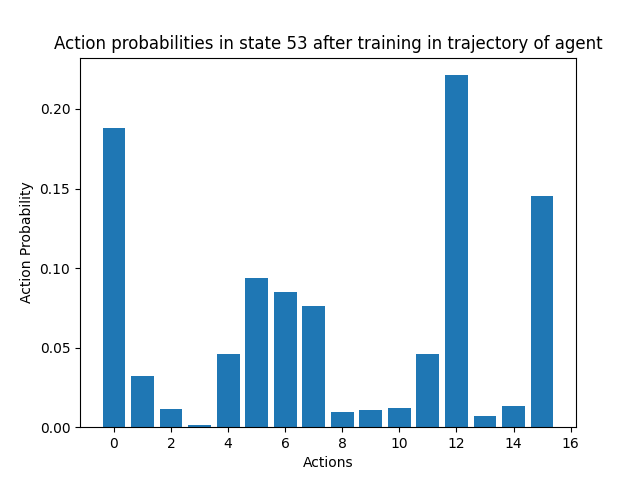 Action probabilities in state 53 after training in trajectory of agent
Action Probability
0.20
0.15
0.10
0.05
0.00
0 2 4 6 8 10 12 14 16
Actions